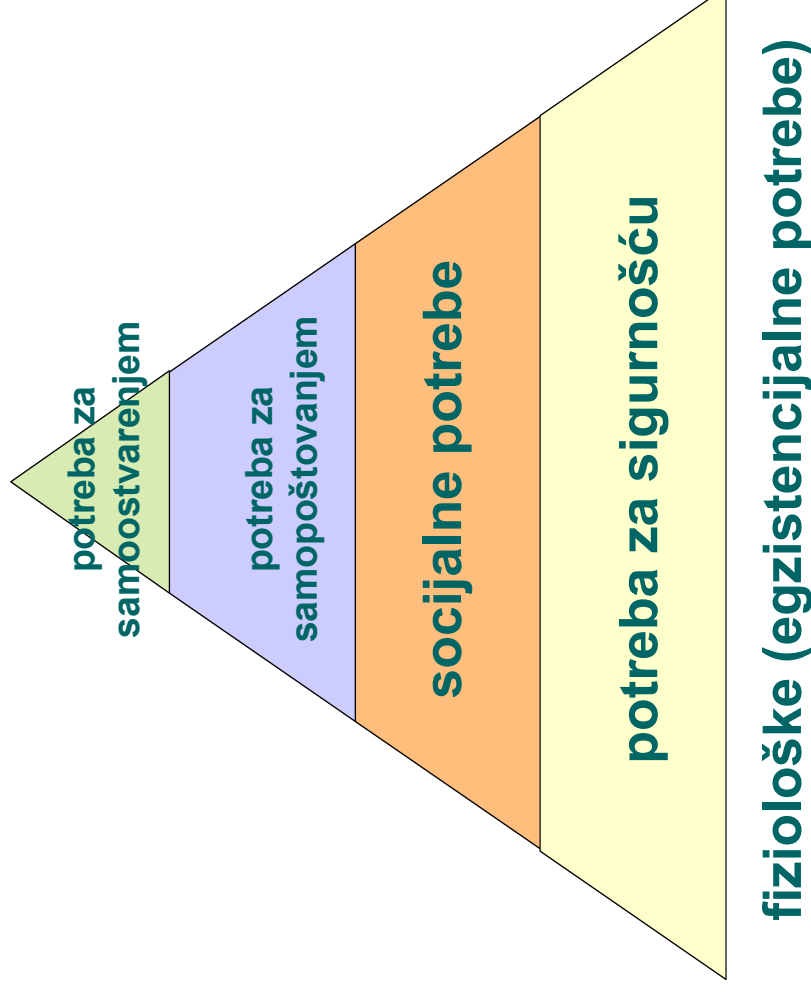 potreba za
samoostvarenjem
potreba za
samopoštovanjem
socijalne potrebe
potreba za sigurnošću
fiziološke (egzistencijalne potrebe)